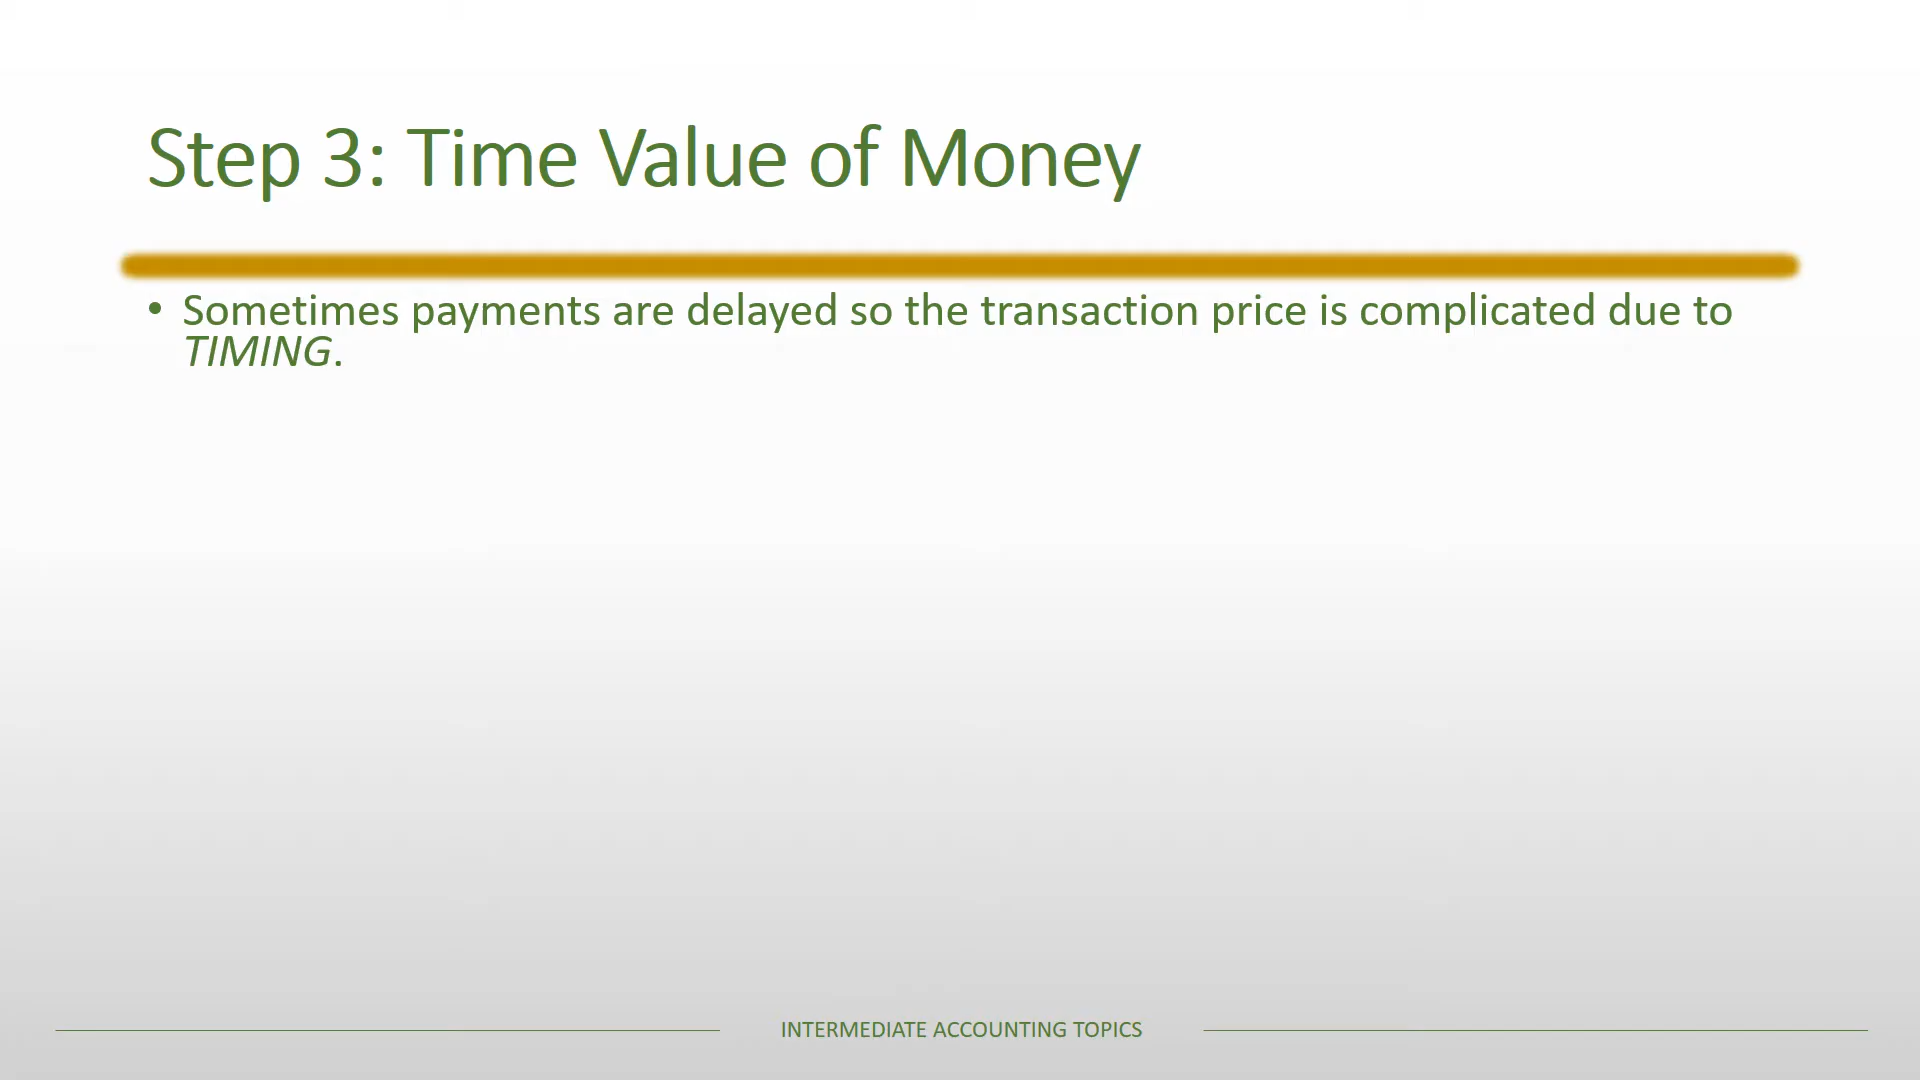 Step 3: Time Value of Money
• Sometimes payments are delayed so the transaction price is complicated due to
TIMING.
INTERMEDIATE ACCOUNTING TOPICS